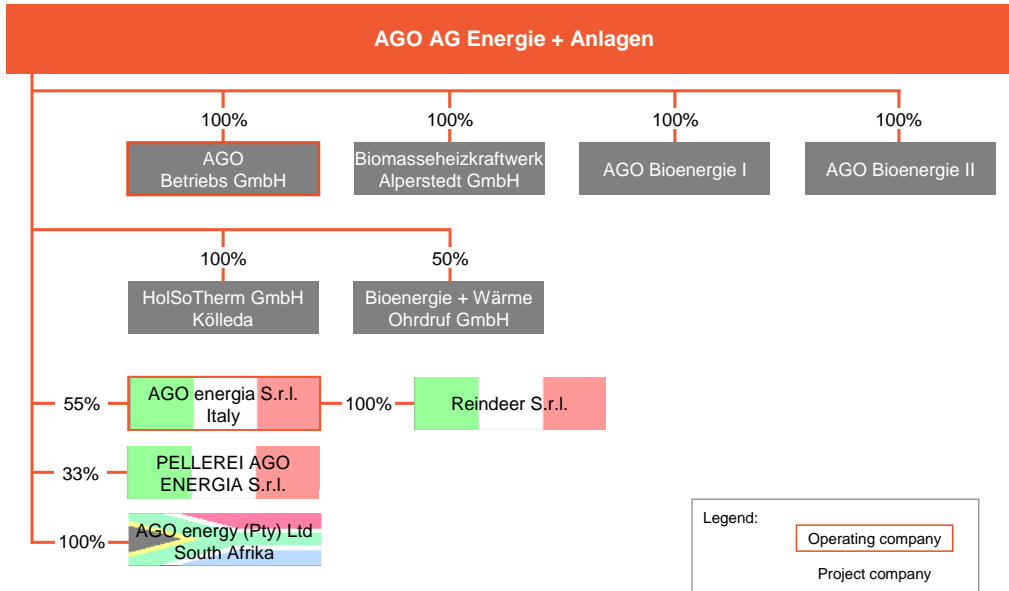 AGO AG Energie + Anlagen
100%
100%
100%
100%
AGO
Betriebs GmbH
Biomasseheizkraftwerk
Alperstedt GmbH
AGO Bioenergie I
AGO Bioenergie II
100%
50%
HolSoTherm GmbH
Kölleda
Bioenergie + Wärme
Ohrdruf GmbH
55%
AGO energia S.r.l.
Italy
100%
Reindeer S.r.l.
33%
PELLEREI AGO
ENERGIA S.r.l.
100%
AGO energy (Pty) Ltd
South Afrika
Legend:
Operating company
Project company